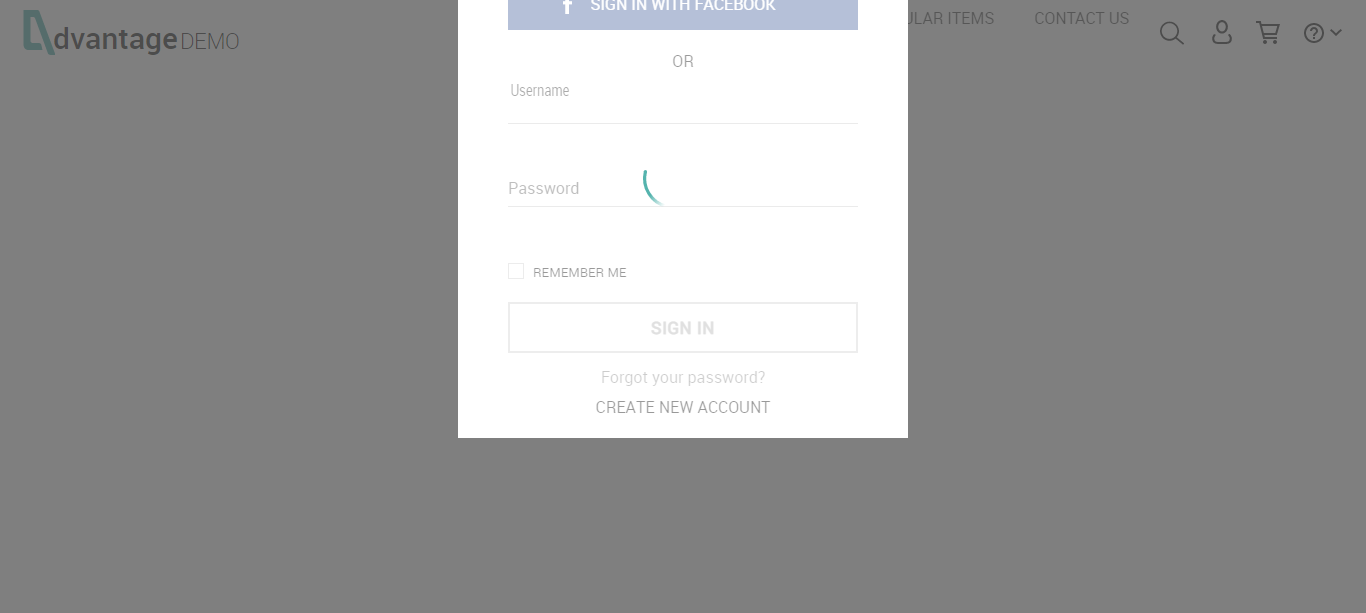 SIGN IN WITH FACEBOOK
dvantage DEMO
ULAR ITEMS
CONTACT US
OR
Username
Password
REMEMBER ME
SIGN IN
Forgot your password?
CREATE NEW ACCOUNT